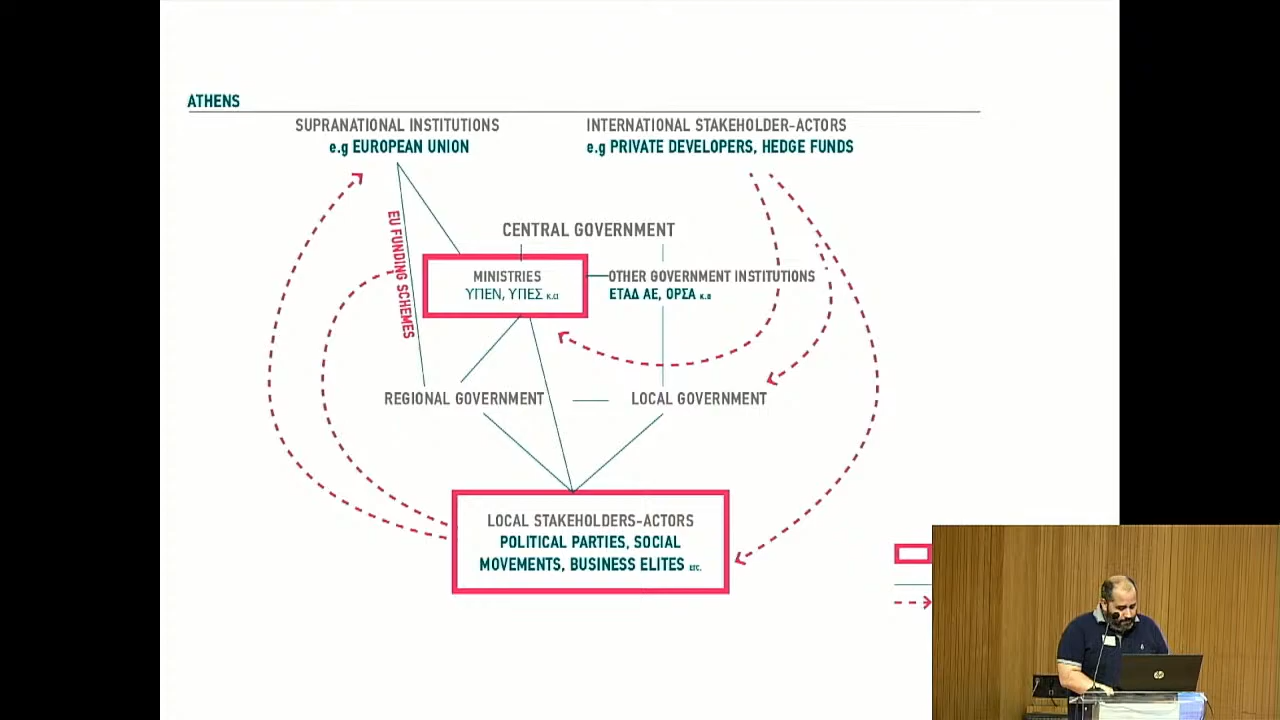 ATHENS
SUPRANATIONAL INSTITUTIONS
e.g EUROPEAN UNION
INTERNATIONAL STAKEHOLDER-ACTORS
e.g PRIVATE DEVELOPERS, HEDGE FUNDS
EU FUNDING SCHEMES
CENTRAL GOVERNMENT
MINISTRIES
ΥΠΕΝ, ΥΠΕΣ κ.α
OTHER GOVERNMENT INSTITUTIONS
ΕΤΑΔ ΑΕ, ΟΡΣΑ κ.α
REGIONAL GOVERNMENT
LOCAL GOVERNMENT
LOCAL STAKEHOLDERS-ACTORS
POLITICAL PARTIES, SOCIAL
MOVEMENTS, BUSINESS ELITES ETC.
hp